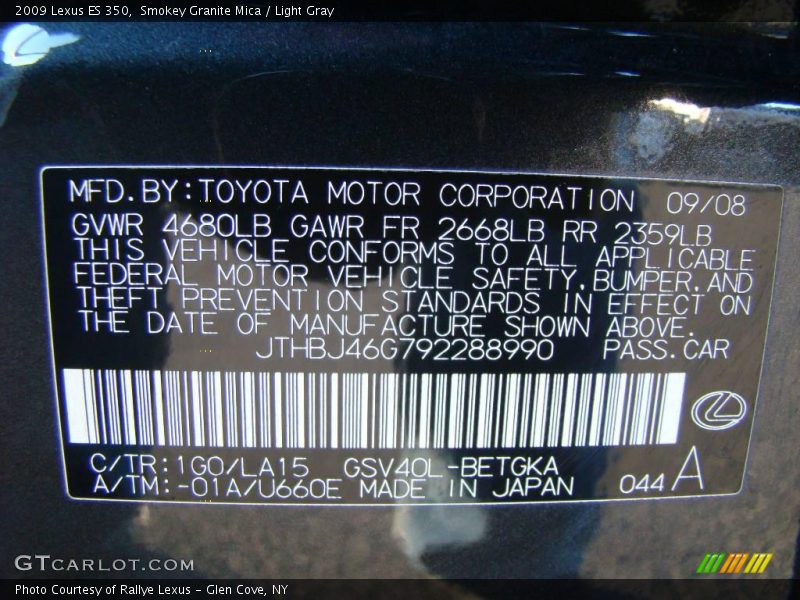 2009 Lexus ES 350, Smokey Granite Mica / Light Gray
MFD.BY:TOYOTA MOTOR CORPORATION 09/08
GVWR 4680LB GAWR FR 2668LB RR 2359LB
THIS VEHICLE CONFORMS TO ALL APPLICABLE
FEDERAL MOTOR VEHICLE SAFETY,BUMPER,AND
THEFT PREVENTION STANDARDS IN EFFECT ON
THE DATE OF MANUFACTURE SHOWN ABOVE.
JTHBJ46G792288990 PASS.CAR
C/TR:1G0/LA15 GSV40L-BETGKA
A/TM:-01A/U660E MADE IN JAPAN 044 A
GTCARLOT.COM
Photo Courtesy of Rallye Lexus - Glen Cove, NY